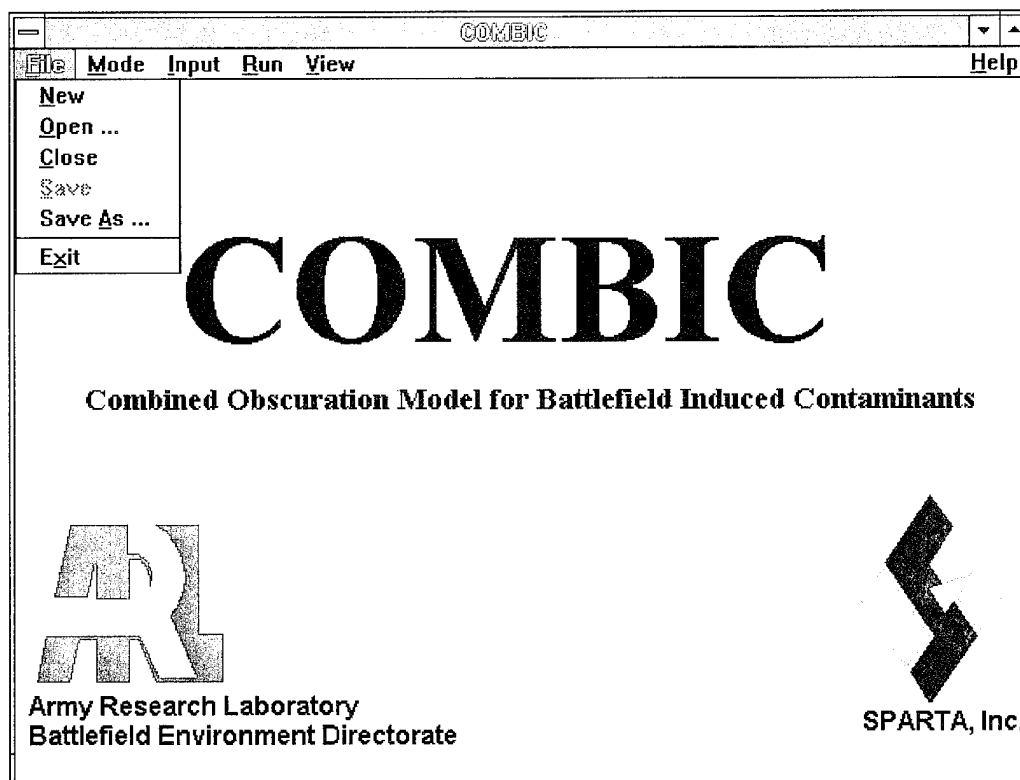 COMBIC
File Mode Input Run View Help
New
Open ...
Close
Save
Save As ...
Exit
COMBIC
Combined Obscuration Model for Battlefield Induced Contaminants
ARL
Army Research Laboratory
Battlefield Environment Directorate
SPARTA, Inc.